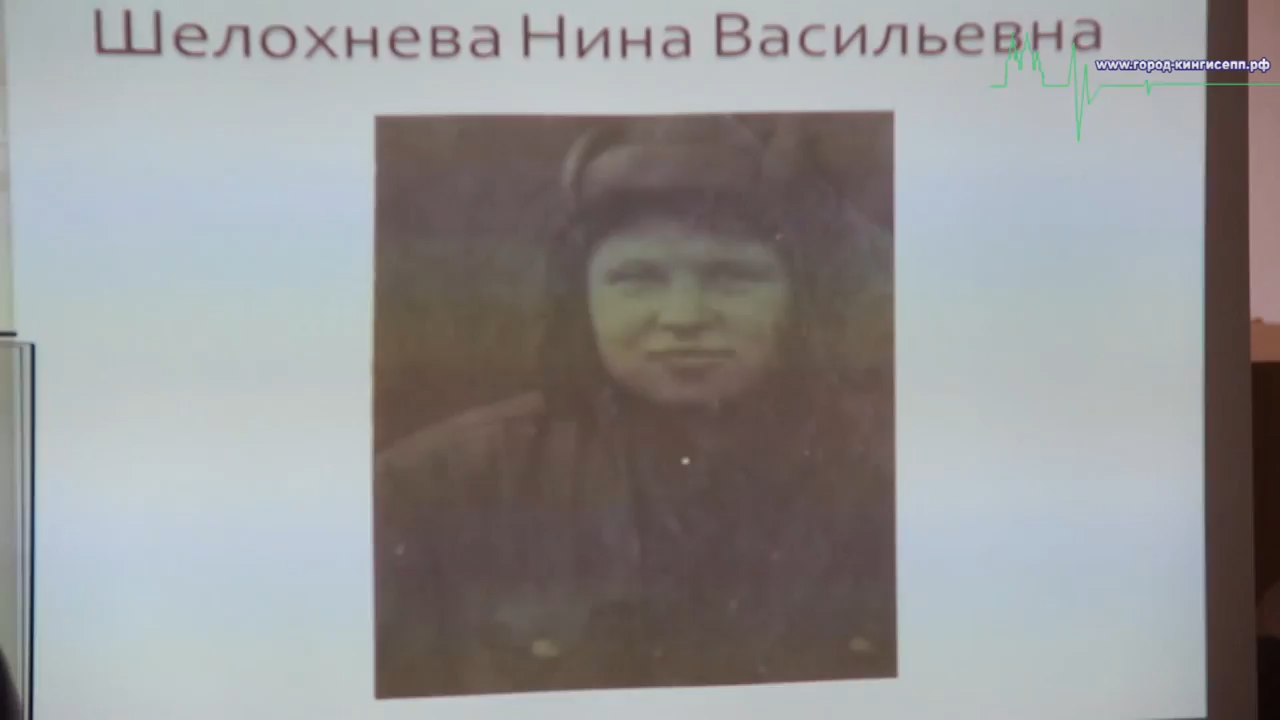 Шелохнева Нина Васильевна
www.город-кингисепп.рф